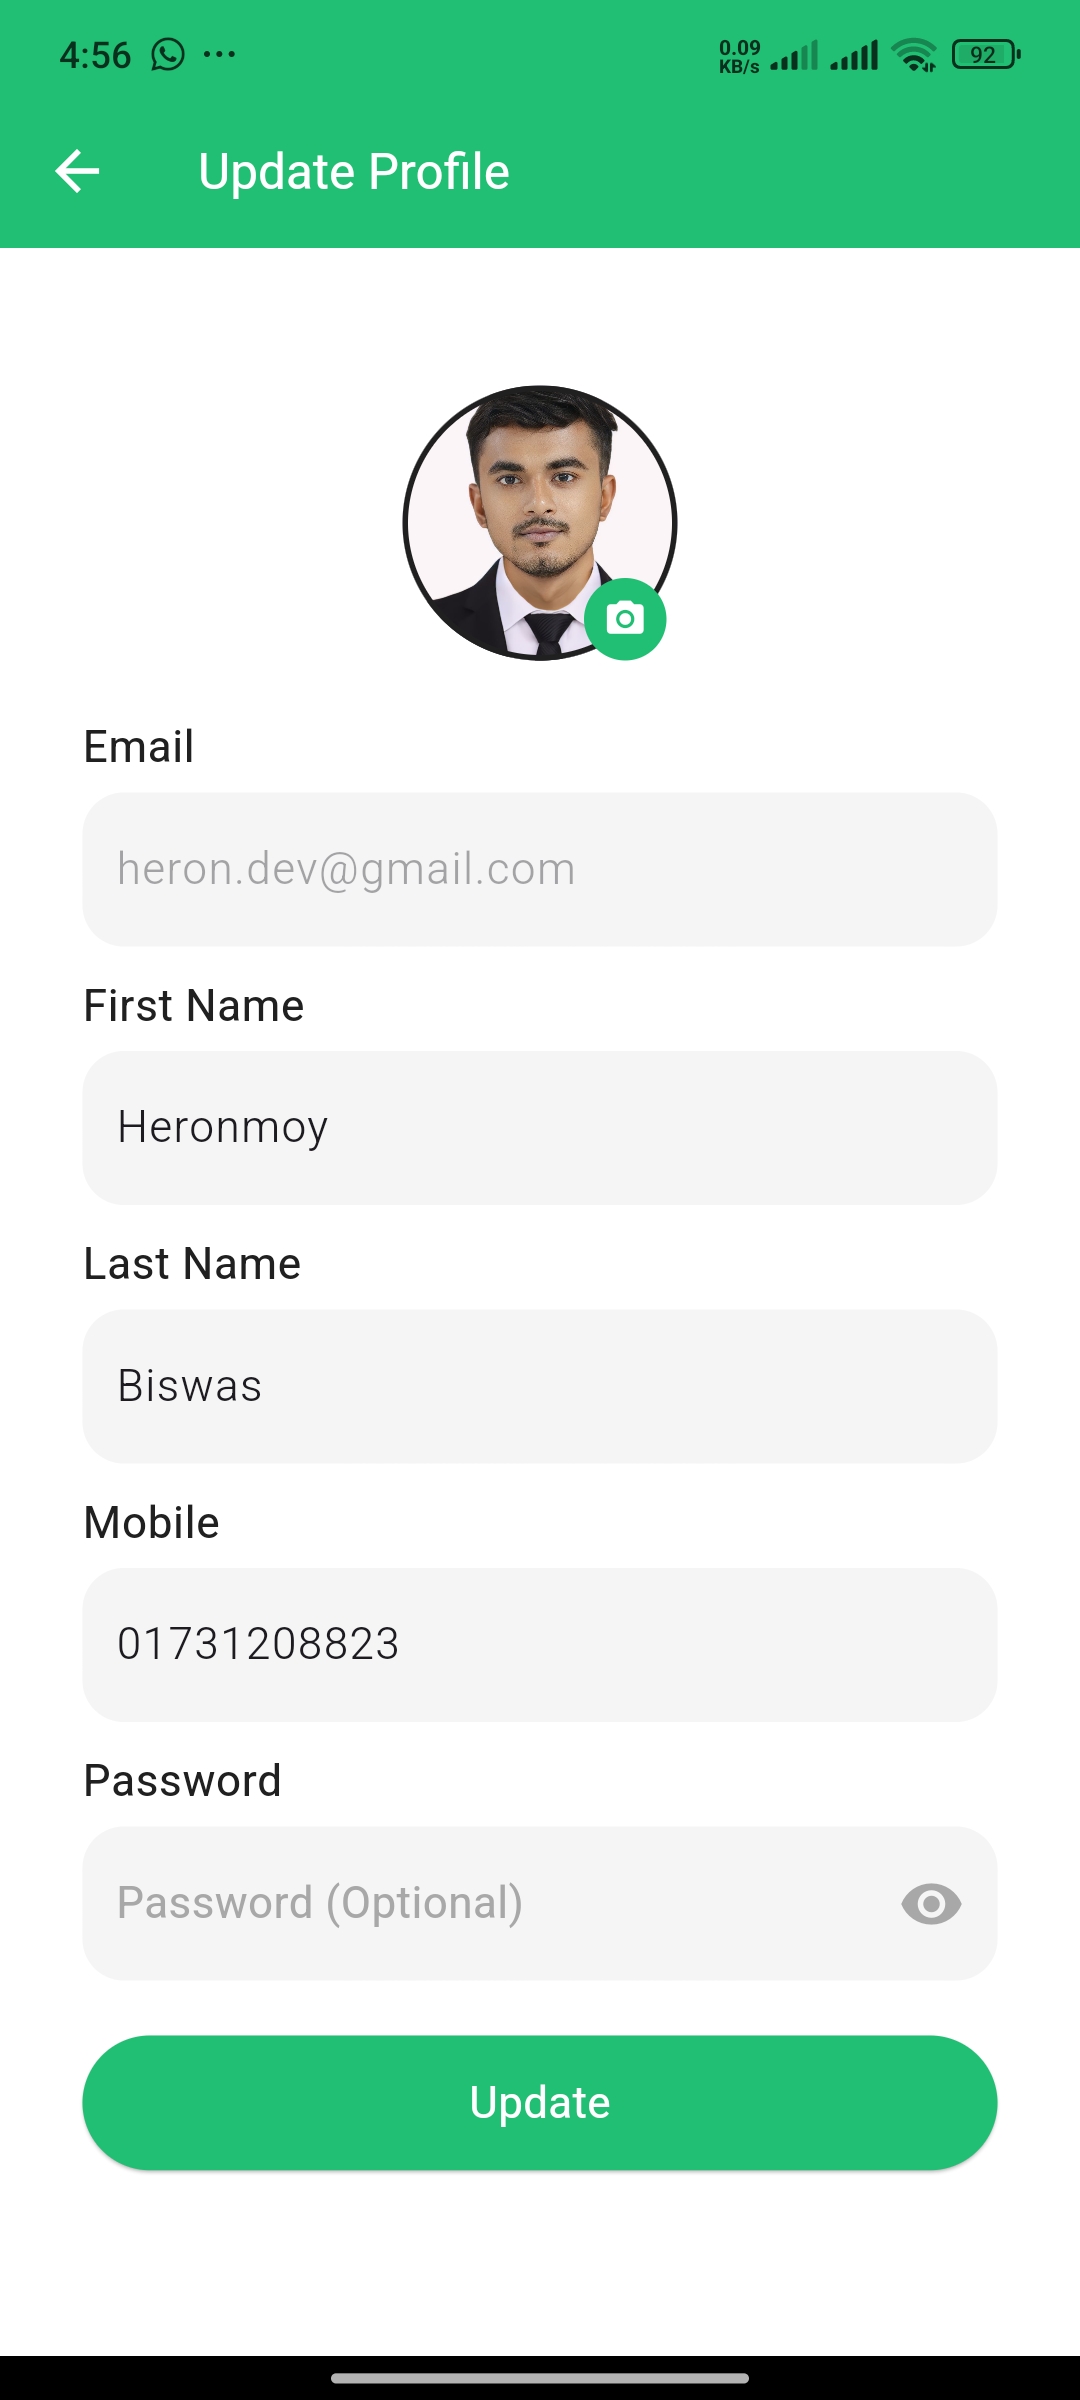 4:56
0.09
KB/s
92
Update Profile
Email
heron.dev@gmail.com
First Name
Heronmoy
Last Name
Biswas
Mobile
01731208823
Password
Password (Optional)
Update